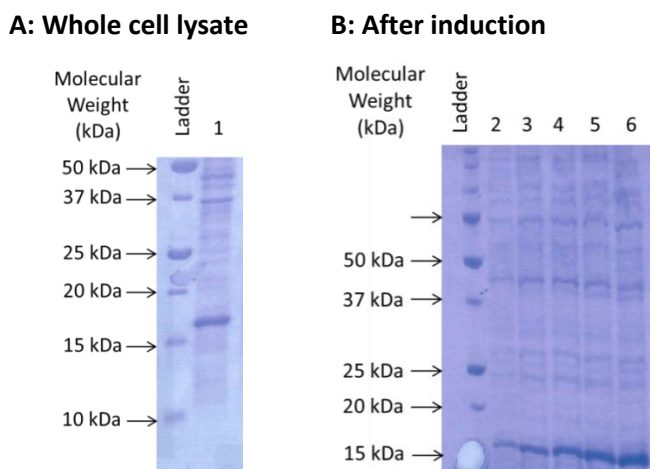 A: Whole cell lysate
B: After induction
Molecular
Weight
(kDa)
Ladder
1
50 kDa
37 kDa
25 kDa
20 kDa
15 kDa
10 kDa
Molecular
Weight
(kDa)
Ladder
2 3 4 5 6
50 kDa
37 kDa
25 kDa
20 kDa
15 kDa